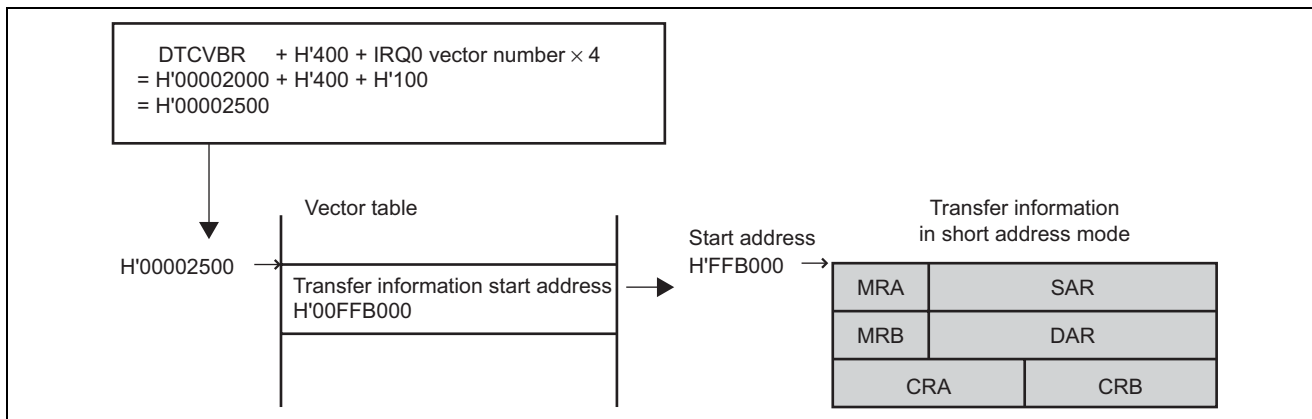 DTCVBR + H'400 + IRQ0 vector number × 4
= H'00002000 + H'400 + H'100
= H'00002500
Vector table
H'00002500
Transfer information start address
H'00FFB000
Start address
H'FFB000
Transfer information
in short address mode
MRA SAR
MRB DAR
CRA CRB